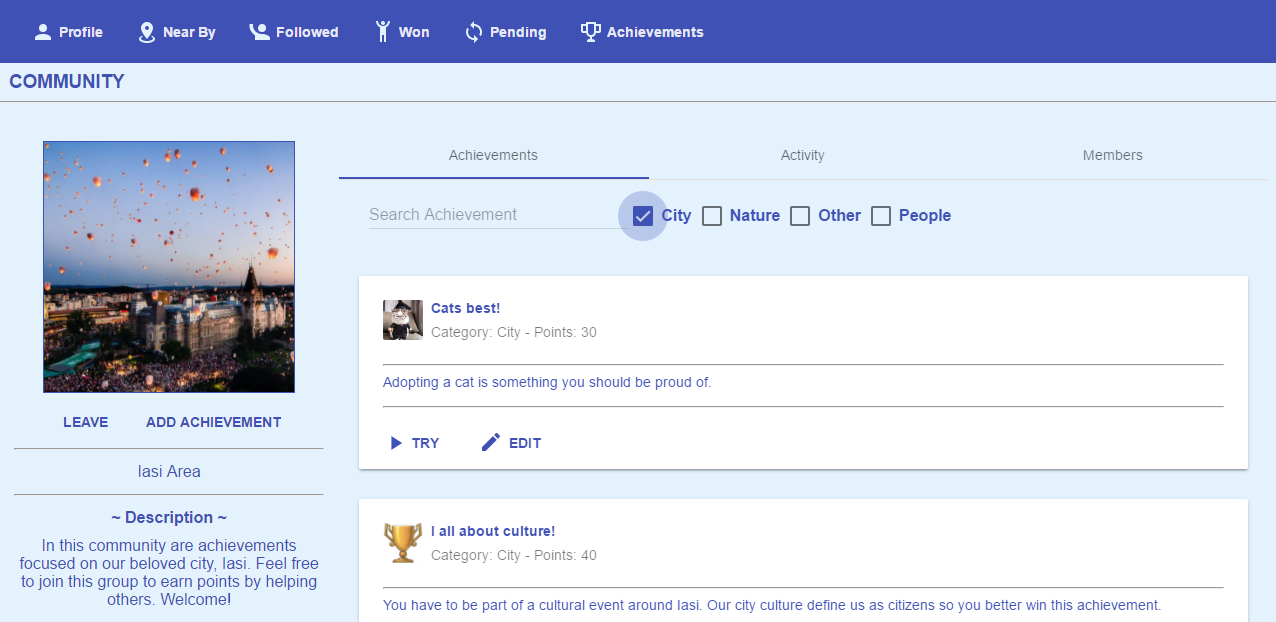 Profile Near By Followed Won Pending Achievements
COMMUNITY
Achievements Activity Members
Search Achievement City Nature Other People
LEAVE ADD ACHIEVEMENT
Iasi Area
~ Description ~
In this community are achievements
focused on our beloved city, Iasi. Feel free
to join this group to earn points by helping
others. Welcome!
Cats best!
Category: City - Points: 30
Adopting a cat is something you should be proud of.
TRY EDIT
I all about culture!
Category: City - Points: 40
You have to be part of a cultural event around Iasi. Our city culture define us as citizens so you better win this achievement.